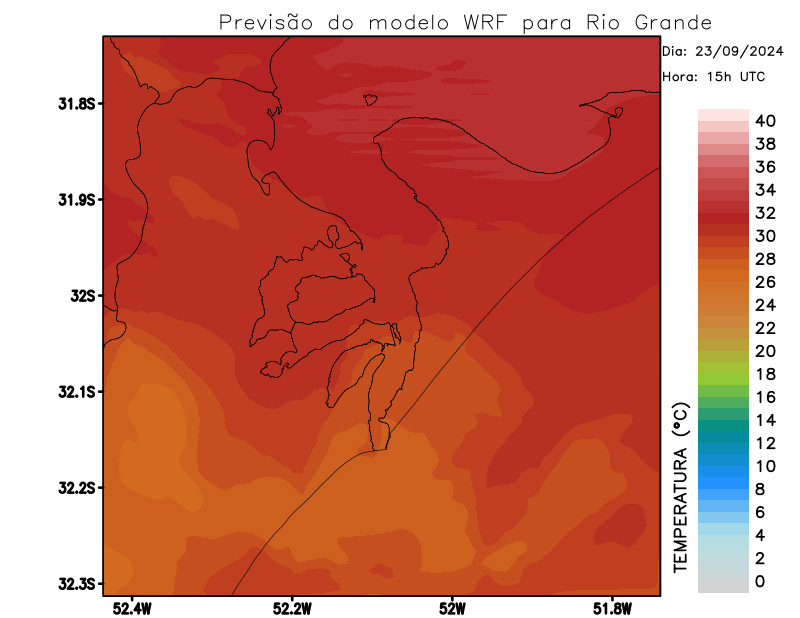 Previsão do modelo WRF para Rio Grande
Dia: 23/09/2024
Hora: 15h UTC
31.8S
31.9S
32S
32.1S
32.2S
32.3S
52.4W
52.2W
52W
51.8W
TEMPERATURA (°C)
40
38
36
34
32
30
28
26
24
22
20
18
16
14
12
10
8
6
4
2
0